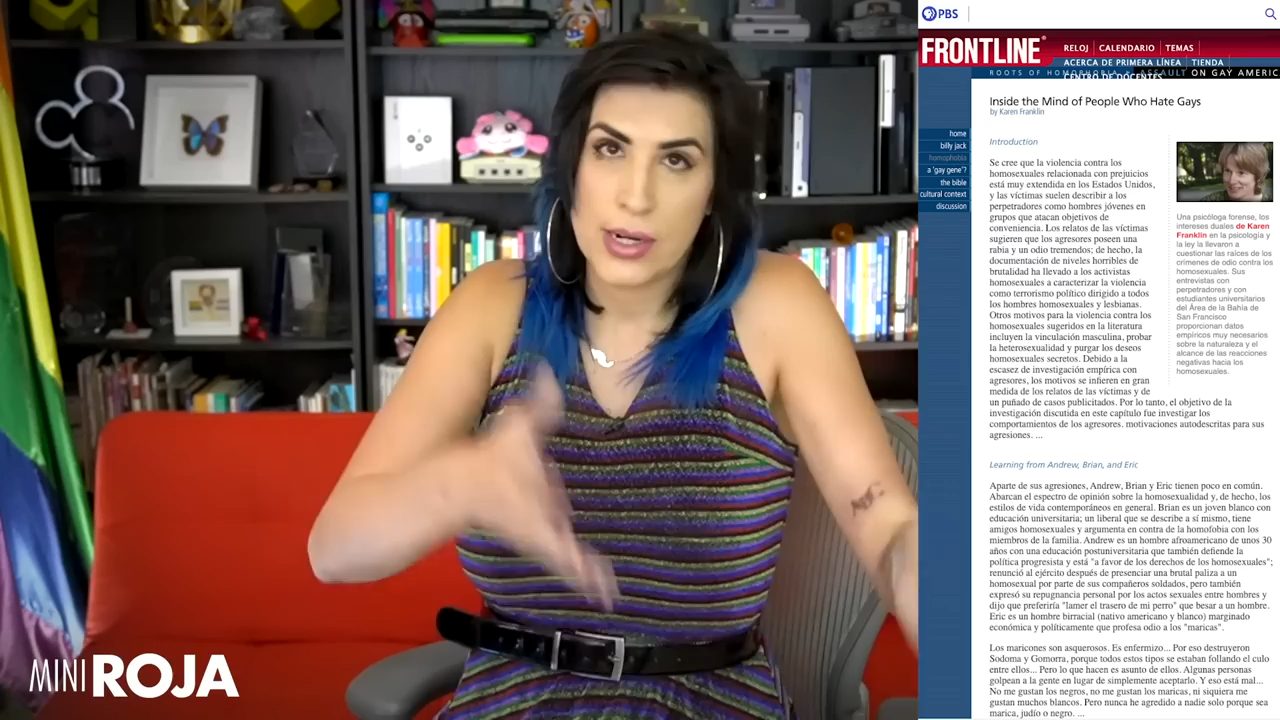 MINI ROJA
PBS
FRONTLINE
RELOJ CALENDARIO TEMAS
ACERCA DE PRIMERA LÍNEA TIENDA
CENTRO DE DOCENTES
ROOTS OF HOMOPHOBIA ASSAULT ON GAY AMERIC
Inside the Mind of People Who Hate Gays
by Karen Franklin
home
billy jack
homophobia
a 'gay gene'?
the bible
cultural context
discussion
Introduction
Se cree que la violencia contra los
homosexuales relacionada con prejuicios
está muy extendida en los Estados Unidos,
y las víctimas suelen describir a los
perpetradores como hombres jóvenes en
grupos que atacan objetivos de
conveniencia. Los relatos de las víctimas
sugieren que los agresores poseen una
rabia y un odio tremendos; de hecho, la
documentación de niveles horribles de
brutalidad ha llevado a los activistas
homosexuales a caracterizar la violencia
como terrorismo político dirigido a todos
los hombres homosexuales y lesbianas.
Otros motivos para la violencia contra los
homosexuales sugeridos en la literatura
incluyen la vinculación masculina, probar
la heterosexualidad y purgar los deseos
homosexuales secretos. Debido a la
escasez de investigación empírica con
agresores, los motivos se infieren en gran
medida de los relatos de las víctimas y de
un puñado de casos publicitados. Por lo tanto, el objetivo de la
investigación discutida en este capítulo fue investigar los
comportamientos de los agresores. motivaciones autodescritas para sus
agresiones. ...
Una psicóloga forense, los
intereses duales de Karen
Franklin en la psicología y
la ley la llevaron a
cuestionar las raíces de los
crímenes de odio contra los
homosexuales. Sus
entrevistas con
perpetradores y con
estudiantes universitarios
del Área de la Bahía de
San Francisco
proporcionan datos
empíricos muy necesarios
sobre la naturaleza y el
alcance de las reacciones
negativas hacia los
homosexuales.
Learning from Andrew, Brian, and Eric
Aparte de sus agresiones, Andrew, Brian y Eric tienen poco en común.
Abarcan el espectro de opinión sobre la homosexualidad y, de hecho, los
estilos de vida contemporáneos en general. Brian es un joven blanco con
educación universitaria; un liberal que se describe a sí mismo, tiene
amigos homosexuales y argumenta en contra de la homofobia con los
miembros de la familia. Andrew es un hombre afroamericano de unos 30
años con una educación postuniversitaria que también defiende la
política progresista y está "a favor de los derechos de los homosexuales";
renunció al ejército después de presenciar una brutal paliza a un
homosexual por parte de sus compañeros soldados, pero también
expresó su repugnancia personal por los actos sexuales entre hombres y
dijo que preferiría "lamer el trasero de mi perro" que besar a un hombre.
Eric es un hombre birracial (nativo americano y blanco) marginado
económica y políticamente que profesa odio a los "maricas".
Los maricones son asquerosos. Es enfermizo... Por eso destruyeron
Sodoma y Gomorra, porque todos estos tipos se estaban follando el culo
entre ellos... Pero lo que hacen es asunto de ellos. Algunas personas
golpean a la gente en lugar de simplemente aceptarlo. Y eso está mal...
No me gustan los negros, no me gustan los maricas, ni siquiera me
gustan muchos blancos. Pero nunca he agredido a nadie solo porque sea
marica, judío o negro. ...